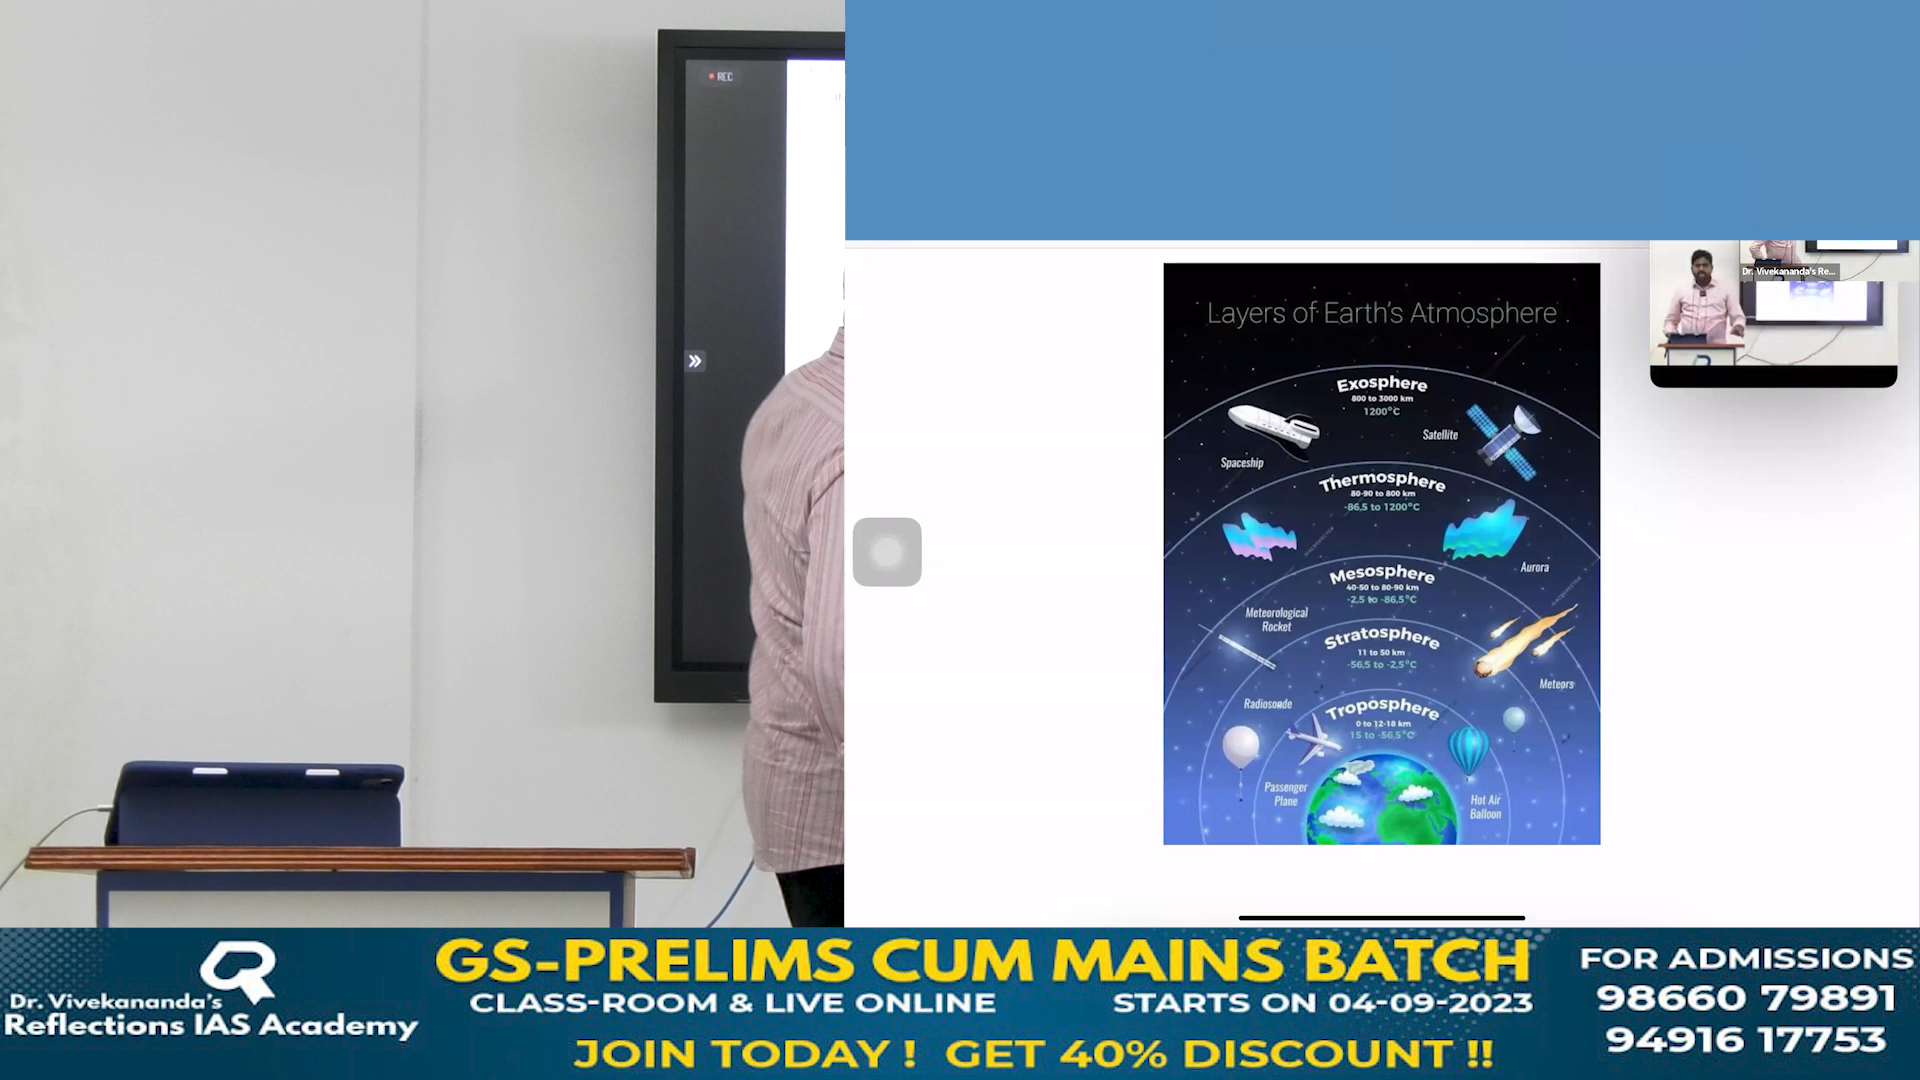 REC
Dr. Vivekananda's Re...
Layers of Earth's Atmosphere
Exosphere
800 to 3000 km
1200°C
Satellite
Spaceship
Thermosphere
80-90 to 800 km
-86,5 to 1200°C
Aurora
Mesosphere
40-50 to 80-90 km
-2,5 to -86,5°C
Meteorological
Rocket
Stratosphere
11 to 50 km
-56,5 to -2,5°C
Meteors
Radiosonde
Troposphere
0 to 12-18 km
15 to -56,5°C
Passenger
Plane
Hot Air
Balloon
Dr. Vivekananda's
Reflections IAS Academy
GS-PRELIMS CUM MAINS BATCH
CLASS-ROOM & LIVE ONLINE STARTS ON 04-09-2023
JOIN TODAY ! GET 40% DISCOUNT !!
FOR ADMISSIONS
98660 79891
94916 17753